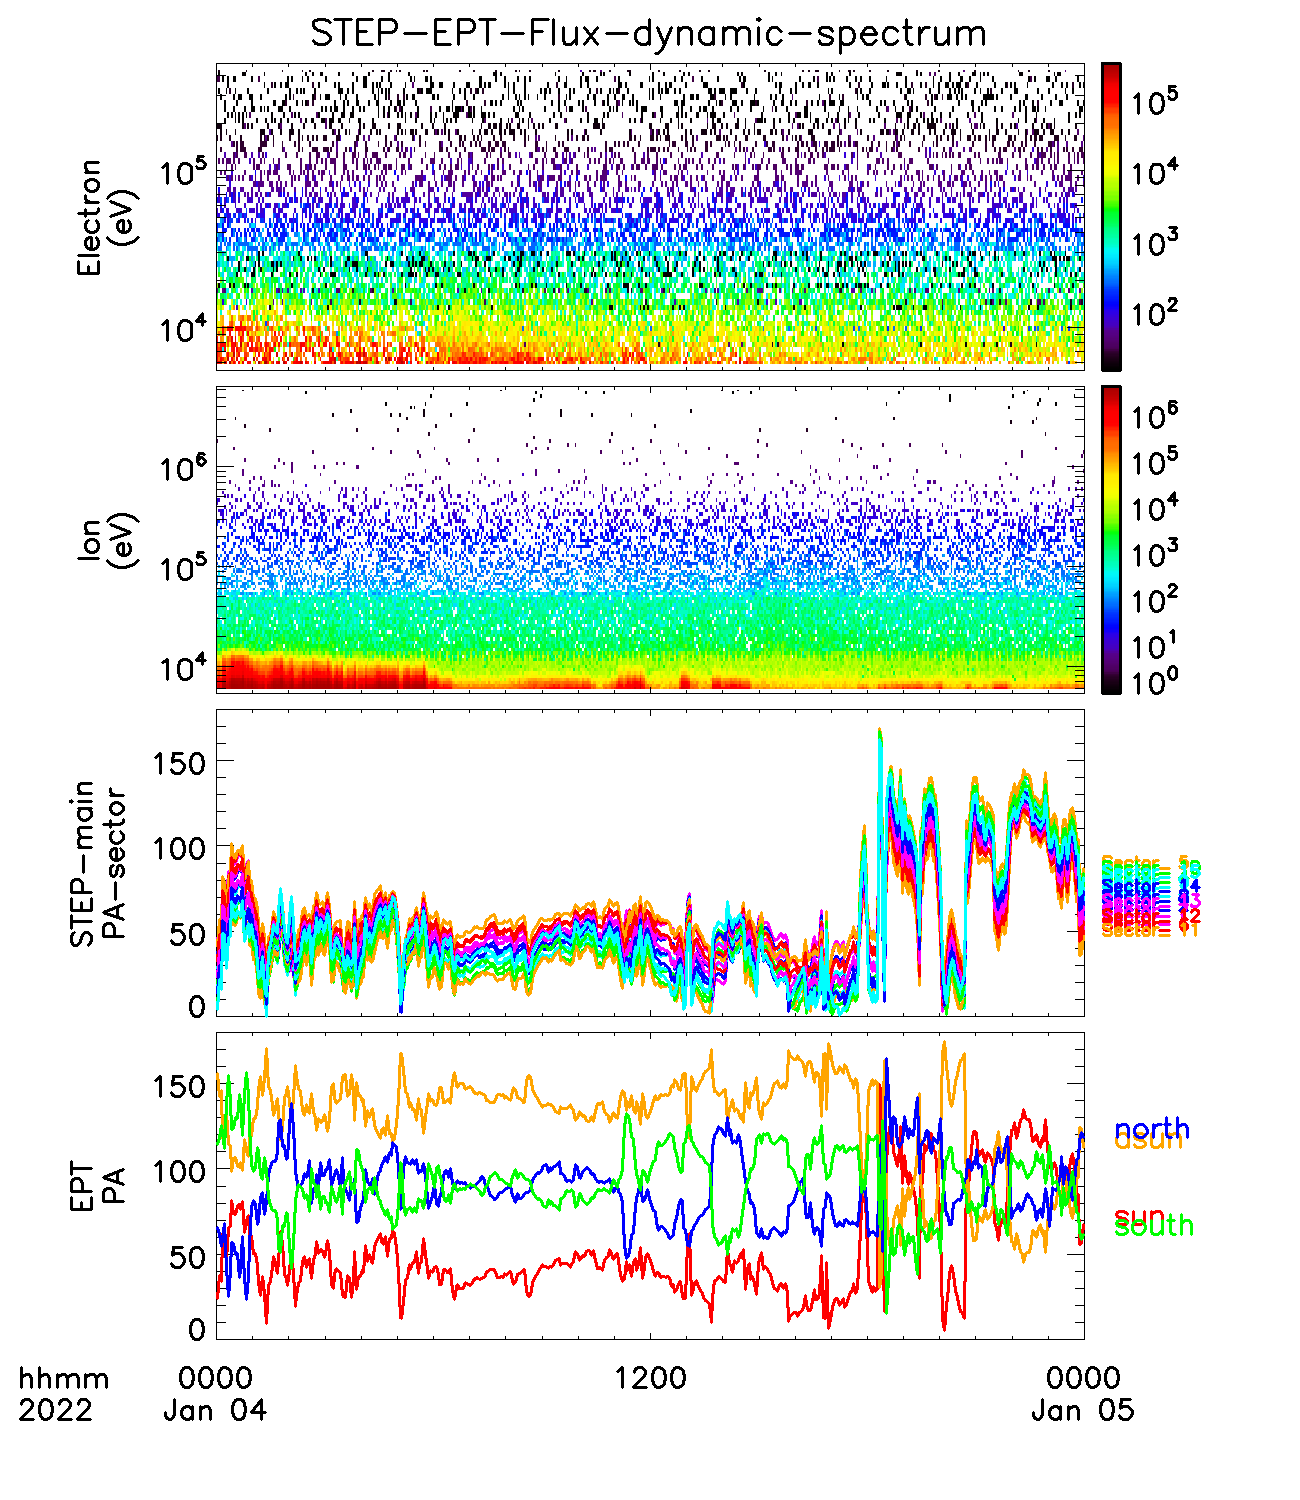 STEP-EPT-Flux-dynamic-spectrum
Electron
(eV)
10^5
10^4
10^5
10^4
10^3
10^2
Ion
(eV)
10^6
10^5
10^4
10^6
10^5
10^4
10^3
10^2
10^1
10^0
STEP-main
PA-sector
150
100
50
0
Sector- 14
EPT
PA
150
100
50
0
north
asun
sun
south
hhmm
2022
0000
Jan 04
1200
0000
Jan 05